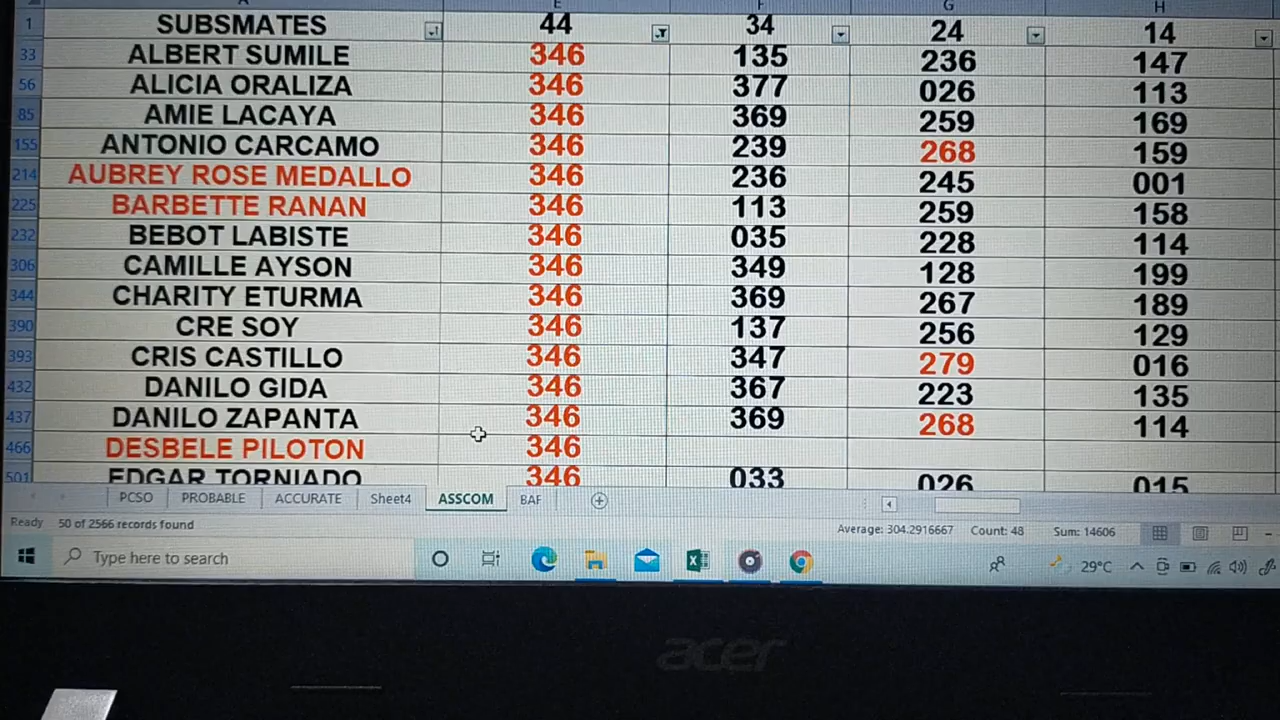 A E F G H
1 SUBSMATES 44 34 24 14
33 ALBERT SUMILE 346 135 236 147
56 ALICIA ORALIZA 346 377 026 113
85 AMIE LACAYA 346 369 259 169
155 ANTONIO CARCAMO 346 239 268 159
214 AUBREY ROSE MEDALLO 346 236 245 001
225 BARBETTE RANAN 346 113 259 158
232 BEBOT LABISTE 346 035 228 114
306 CAMILLE AYSON 346 349 128 199
344 CHARITY ETURMA 346 369 267 189
390 CRE SOY 346 137 256 129
393 CRIS CASTILLO 346 347 279 016
432 DANILO GIDA 346 367 223 135
437 DANILO ZAPANTA 346 369 268 114
466 DESBELE PILOTON 346
501 EDGAR TORNIADO 346 033 026 015
PCSO PROBABLE ACCURATE Sheet4 ASSCOM BAF
Ready 50 of 2566 records found Average: 304.2916667 Count: 48 Sum: 14606
Type here to search 29°C
acer